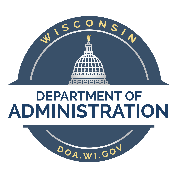 WISCONSIN
DEPARTMENT OF
ADMINISTRATION
DOA.WI.GOV